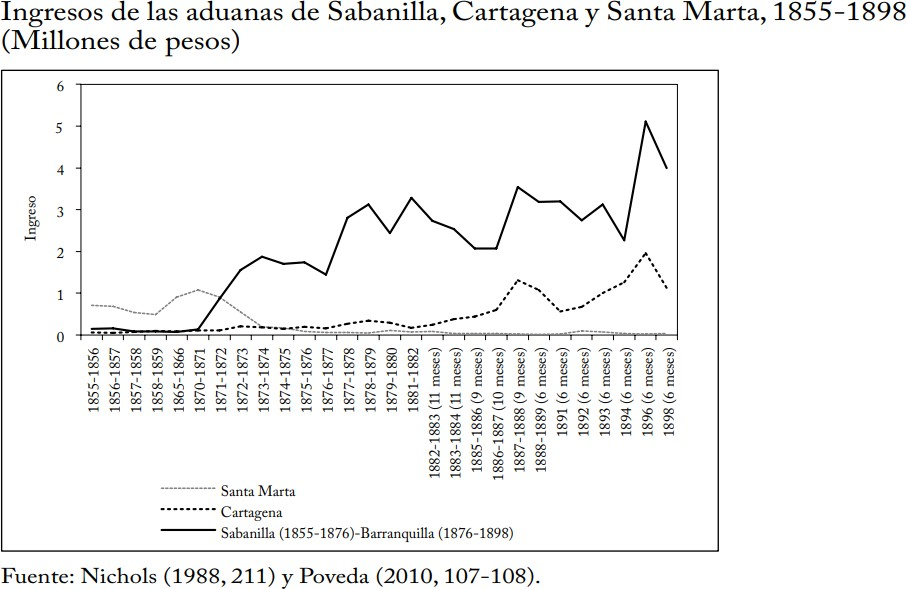 Ingresos de las aduanas de Sabanilla, Cartagena y Santa Marta, 1855-1898
(Millones de pesos)
6
5
4
3
2
1
0
Ingreso
1855-1856
1856-1857
1857-1858
1858-1859
1865-1866
1870-1871
1871-1872
1872-1873
1873-1874
1874-1875
1875-1876
1876-1877
1877-1878
1878-1879
1879-1880
1881-1882
1882-1883 (11 meses)
1883-1884 (11 meses)
1885-1886 (9 meses)
1886-1887 (10 meses)
1887-1888 (9 meses)
1888-1889 (6 meses)
1891 (6 meses)
1892 (6 meses)
1893 (6 meses)
1894 (6 meses)
1896 (6 meses)
1898 (6 meses)
Santa Marta
Cartagena
Sabanilla (1855-1876)-Barranquilla (1876-1898)
Fuente: Nichols (1988, 211) y Poveda (2010, 107-108).